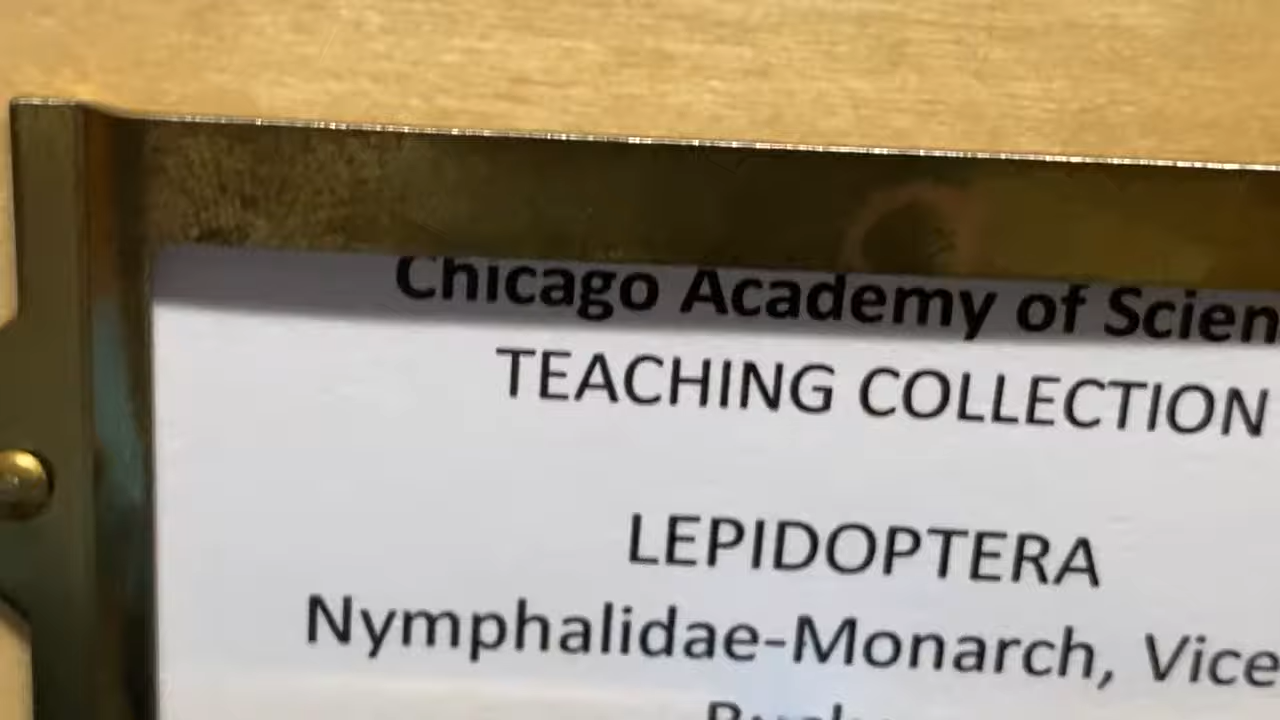 Chicago Academy of Scien
TEACHING COLLECTION
LEPIDOPTERA
Nymphalidae-Monarch, Vice